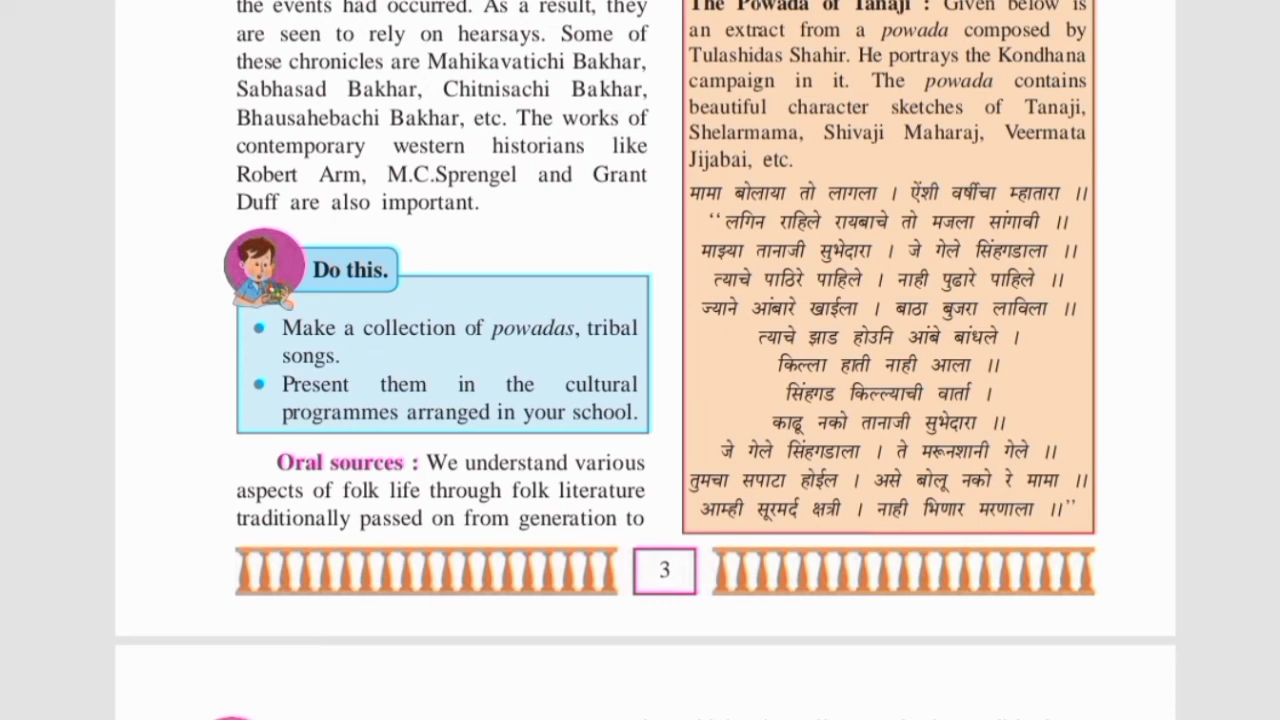 the events had occurred. As a result, they
are seen to rely on hearsays. Some of
these chronicles are Mahikavatichi Bakhar,
Sabhasad Bakhar, Chitnisachi Bakhar,
Bhausahebachi Bakhar, etc. The works of
contemporary western historians like
Robert Arm, M.C.Sprengel and Grant
Duff are also important.
Do this.
• Make a collection of powadas, tribal
songs.
• Present them in the cultural
programmes arranged in your school.
Oral sources : We understand various
aspects of folk life through folk literature
traditionally passed on from generation to
The Powada of Tanaji : Given below is
an extract from a powada composed by
Tulashidas Shahir. He portrays the Kondhana
campaign in it. The powada contains
beautiful character sketches of Tanaji,
Shelarmama, Shivaji Maharaj, Veermata
Jijabai, etc.
मामा बोलाया तो लागला । ऐंशी वर्षीचा म्हातारा ।।
‘‘लगिन राहिले रायबाचे तो मजला सांगावी ।।
माझ्या तानाजी सुभेदारा । जे गेले सिंहगडाला ।।
त्याचे पाठिरे पाहिले । नाही पुढारे पाहिले ।।
ज्याने आंबारे खाईला । बाठा बुजरा लाविला ।।
त्याचे झाड होउनि आंबे बांधले ।
किल्ला हाती नाही आला ।।
सिंहगड किल्ल्याची वार्ता ।
काढू नको तानाजी सुभेदारा ।।
जे गेले सिंहगडाला । ते मरूनशानी गेले ।।
तुमचा सपाटा होईल । असे बोलू नको रे मामा ।।
आम्ही सूरमर्द क्षत्री । नाही भिणार मरणाला ।।’’
3